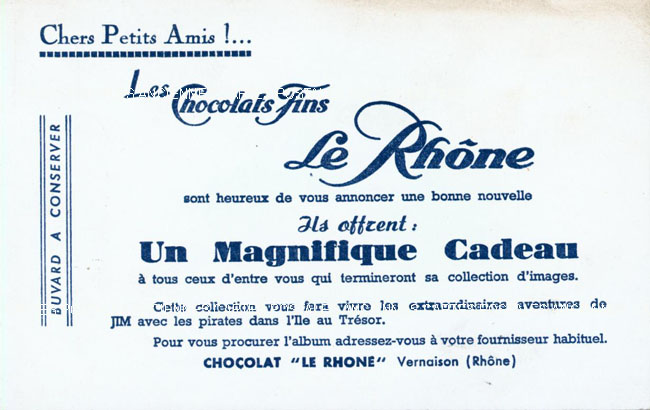 Chers Petits Amis !...
Les Chocolats Fins
Le Rhône
sont heureux de vous annoncer une bonne nouvelle
Ils offrent :
Un Magnifique Cadeau
à tous ceux d'entre vous qui termineront sa collection d'images.
Cette collection vous fera vivre les extraordinaires aventures de
JIM avec les pirates dans l'Ile au Trésor.
Pour vous procurer l'album adressez-vous à votre fournisseur habituel.
CHOCOLAT "LE RHONE" Vernaison (Rhône)
BUVARD A CONSERVER